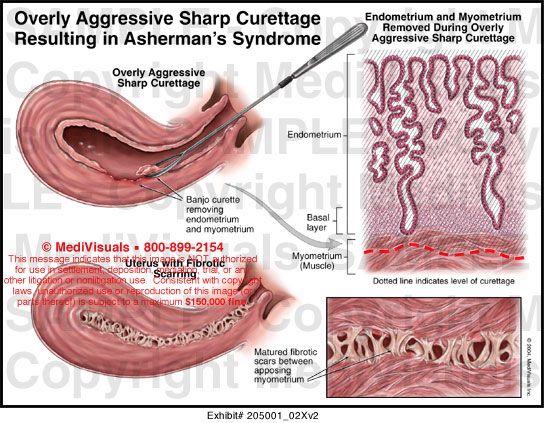 Overly Aggressive Sharp Curettage
Resulting in Asherman's Syndrome
Endometrium and Myometrium
Removed During Overly
Aggressive Sharp Curettage
Overly Aggressive
Sharp Curettage
Endometrium
Banjo curette
removing
endometrium
and myometrium
Basal
layer
Myometrium
(Muscle)
Dotted line indicates level of curettage
© MediVisuals ▪ 800-899-2154
This message indicates that this image is NOT authorized
for use in settlement, deposition, mediation, trial, or any
other litigation or nonlitigation use. Consistent with copyright
laws, unauthorized use or reproduction of this image (or
parts thereof) is subject to a maximum $150,000 fine.
Uterus with Fibrotic
Scarring
Matured fibrotic
scars between
apposing
myometrium
© 2004, MediVisuals Inc.
Exhibit# 205001_02Xv2